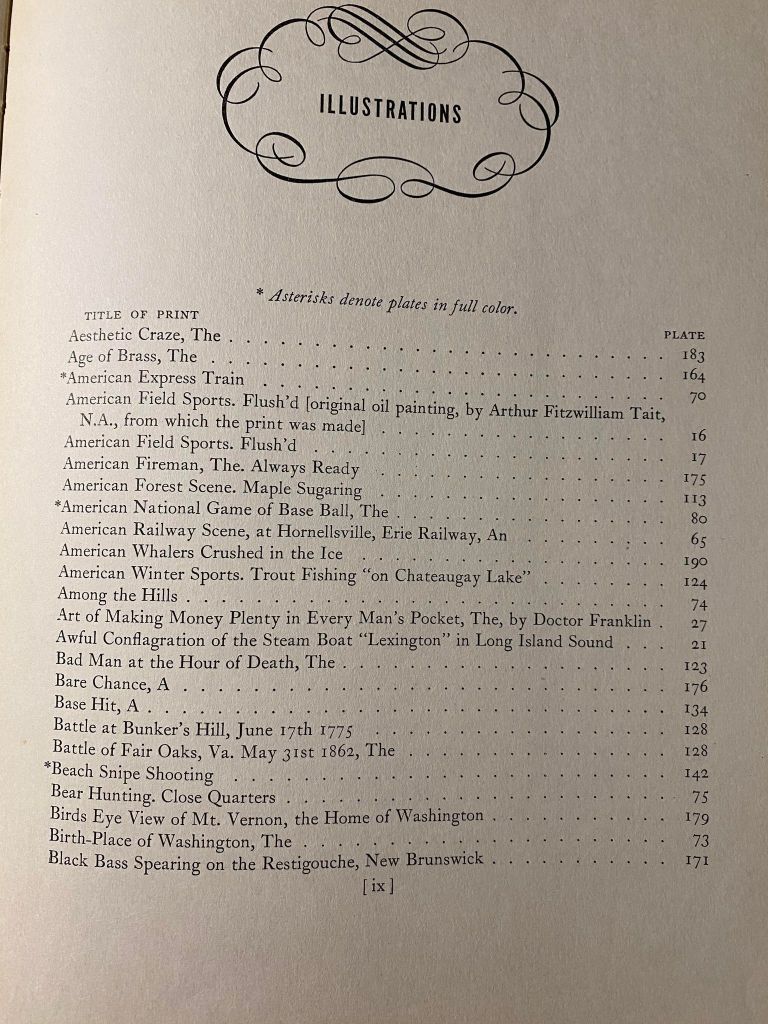 ILLUSTRATIONS
* Asterisks denote plates in full color.
TITLE OF PRINT PLATE
Aesthetic Craze, The . . . . . . . . . . . . . . . . . . . . . 183
Age of Brass, The . . . . . . . . . . . . . . . . . . . . . . 164
*American Express Train . . . . . . . . . . . . . . . . . . . 70
American Field Sports. Flush'd [original oil painting, by Arthur Fitzwilliam Tait,
N.A., from which the print was made] . . . . . . . . . . . . . 16
American Field Sports. Flush'd . . . . . . . . . . . . . . . . 17
American Fireman, The. Always Ready . . . . . . . . . . . . . 175
American Forest Scene. Maple Sugaring . . . . . . . . . . . . . 113
*American National Game of Base Ball, The . . . . . . . . . . . . 80
American Railway Scene, at Hornellsville, Erie Railway, An . . . . . . . 65
American Whalers Crushed in the Ice . . . . . . . . . . . . . . 190
American Winter Sports. Trout Fishing "on Chateaugay Lake" . . . . . . 124
Among the Hills . . . . . . . . . . . . . . . . . . . . . . 74
Art of Making Money Plenty in Every Man's Pocket, The, by Doctor Franklin . 27
Awful Conflagration of the Steam Boat "Lexington" in Long Island Sound . . . 21
Bad Man at the Hour of Death, The . . . . . . . . . . . . . . . 123
Bare Chance, A . . . . . . . . . . . . . . . . . . . . . . 176
Base Hit, A . . . . . . . . . . . . . . . . . . . . . . . . 134
Battle at Bunker's Hill, June 17th 1775 . . . . . . . . . . . . . 128
Battle of Fair Oaks, Va. May 31st 1862, The . . . . . . . . . . . . 128
*Beach Snipe Shooting . . . . . . . . . . . . . . . . . . . . 142
Bear Hunting. Close Quarters . . . . . . . . . . . . . . . . . 75
Birds Eye View of Mt. Vernon, the Home of Washington . . . . . . . . 179
Birth-Place of Washington, The . . . . . . . . . . . . . . . . 73
Black Bass Spearing on the Restigouche, New Brunswick . . . . . . . . 171
[ ix ]